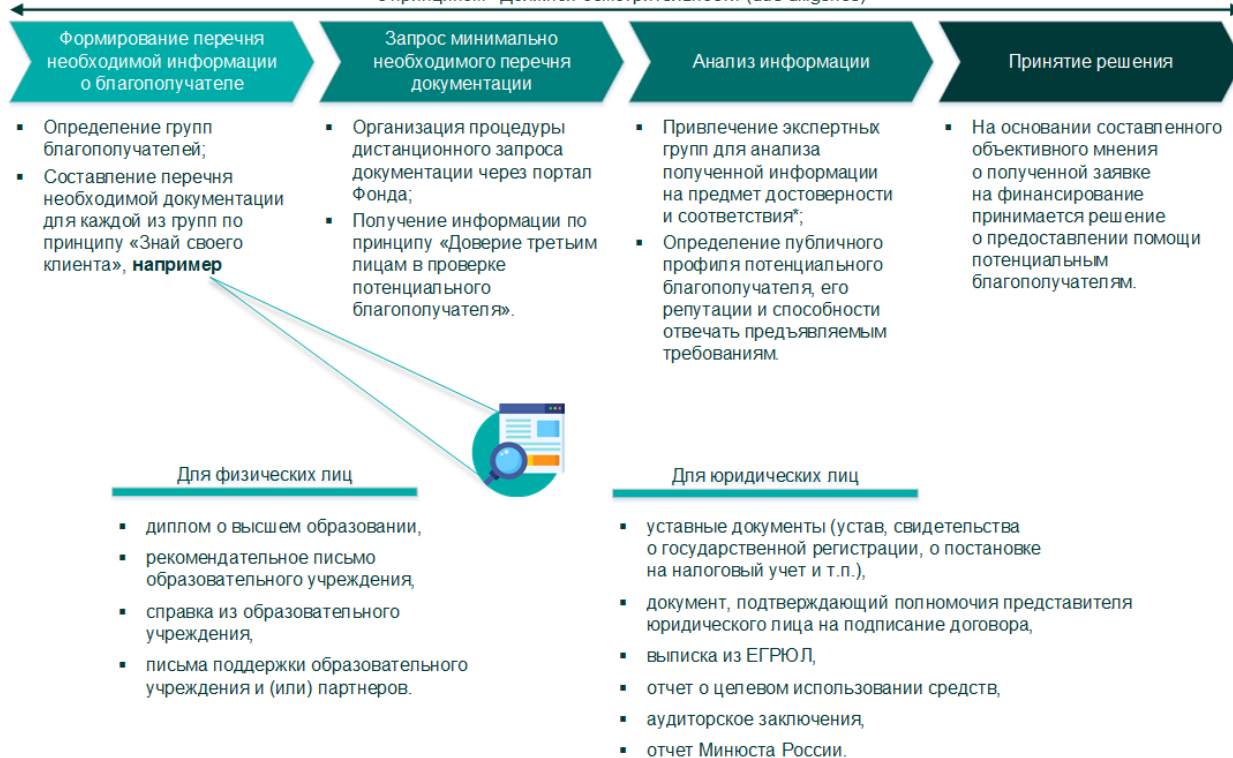 Формирование перечня
необходимой информации
о благополучателе
Запрос минимально
необходимого перечня
документации
Анализ информации
Принятие решения
▪ Определение групп
благополучателей;
▪ Составление перечня
необходимой документации
для каждой из групп по
принципу «Знай своего
клиента», например
▪ Организация процедуры
дистанционного запроса
документации через портал
Фонда;
▪ Получение информации по
принципу «Доверие третьим
лицам в проверке
потенциального
благополучателя».
▪ Привлечение экспертных
групп для анализа
полученной информации
на предмет достоверности
и соответствия*;
▪ Определение публичного
профиля потенциального
благополучателя, его
репутации и способности
отвечать предъявляемым
требованиям.
▪ На основании составленного
объективного мнения
о полученной заявке
на финансирование
принимается решение
о предоставлении помощи
потенциальным
благополучателям.
Для физических лиц
▪ диплом о высшем образовании,
▪ рекомендательное письмо
образовательного учреждения,
▪ справка из образовательного
учреждения,
▪ письма поддержки образовательного
учреждения и (или) партнеров.
Для юридических лиц
▪ уставные документы (устав, свидетельства
о государственной регистрации, о постановке
на налоговый учет и т.п.),
▪ документ, подтверждающий полномочия представителя
юридического лица на подписание договора,
▪ выписка из ЕГРЮЛ,
▪ отчет о целевом использовании средств,
▪ аудиторское заключения,
▪ отчет Минюста России.